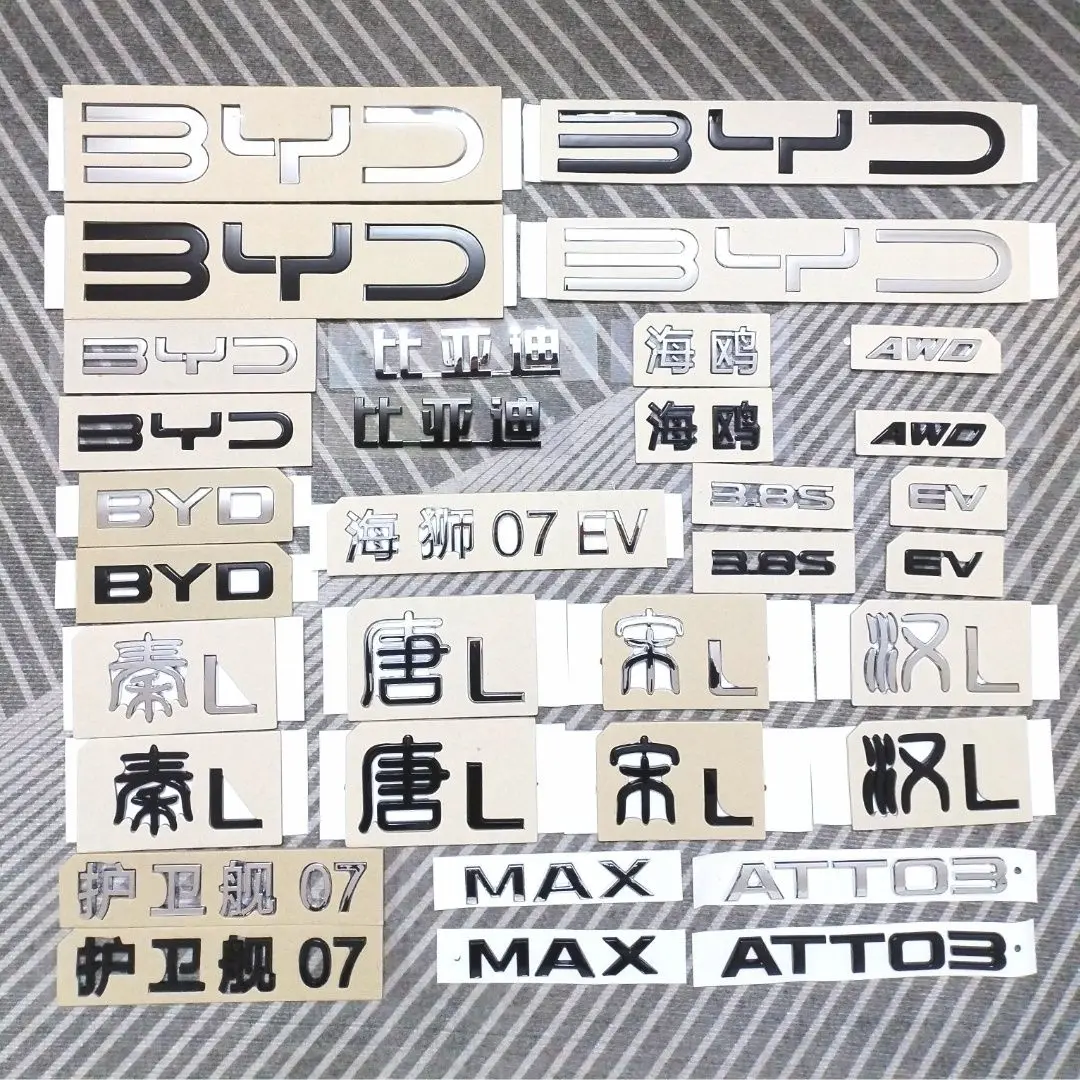 BYD BYD
BYD BYD
BYD 比亚迪 海鸥 AWD
BYD 比亚迪 海鸥 AWD
BYD 海狮 07 EV 3.8S EV
BYD 3.8S EV
秦L 唐L 宋L 汉L
秦L 唐L 宋L 汉L
护卫舰 07 MAX ATTO3
护卫舰 07 MAX ATTO3